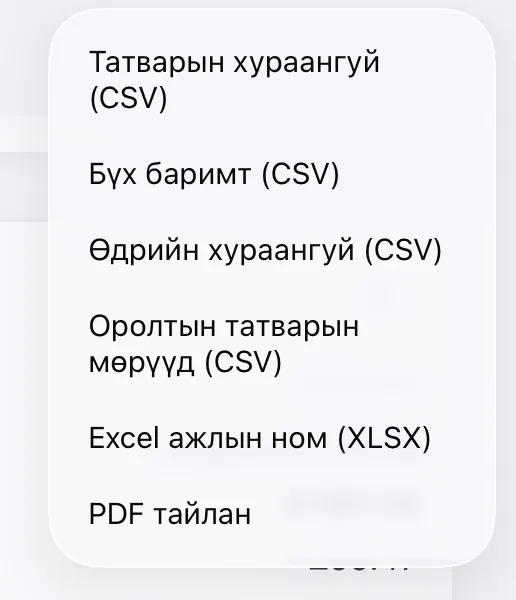 Татварын хураангуй
(CSV)
Бүх баримт (CSV)
Өдрийн хураангуй (CSV)
Оролтын татварын
мөрүүд (CSV)
Excel ажлын ном (XLSX)
PDF тайлан